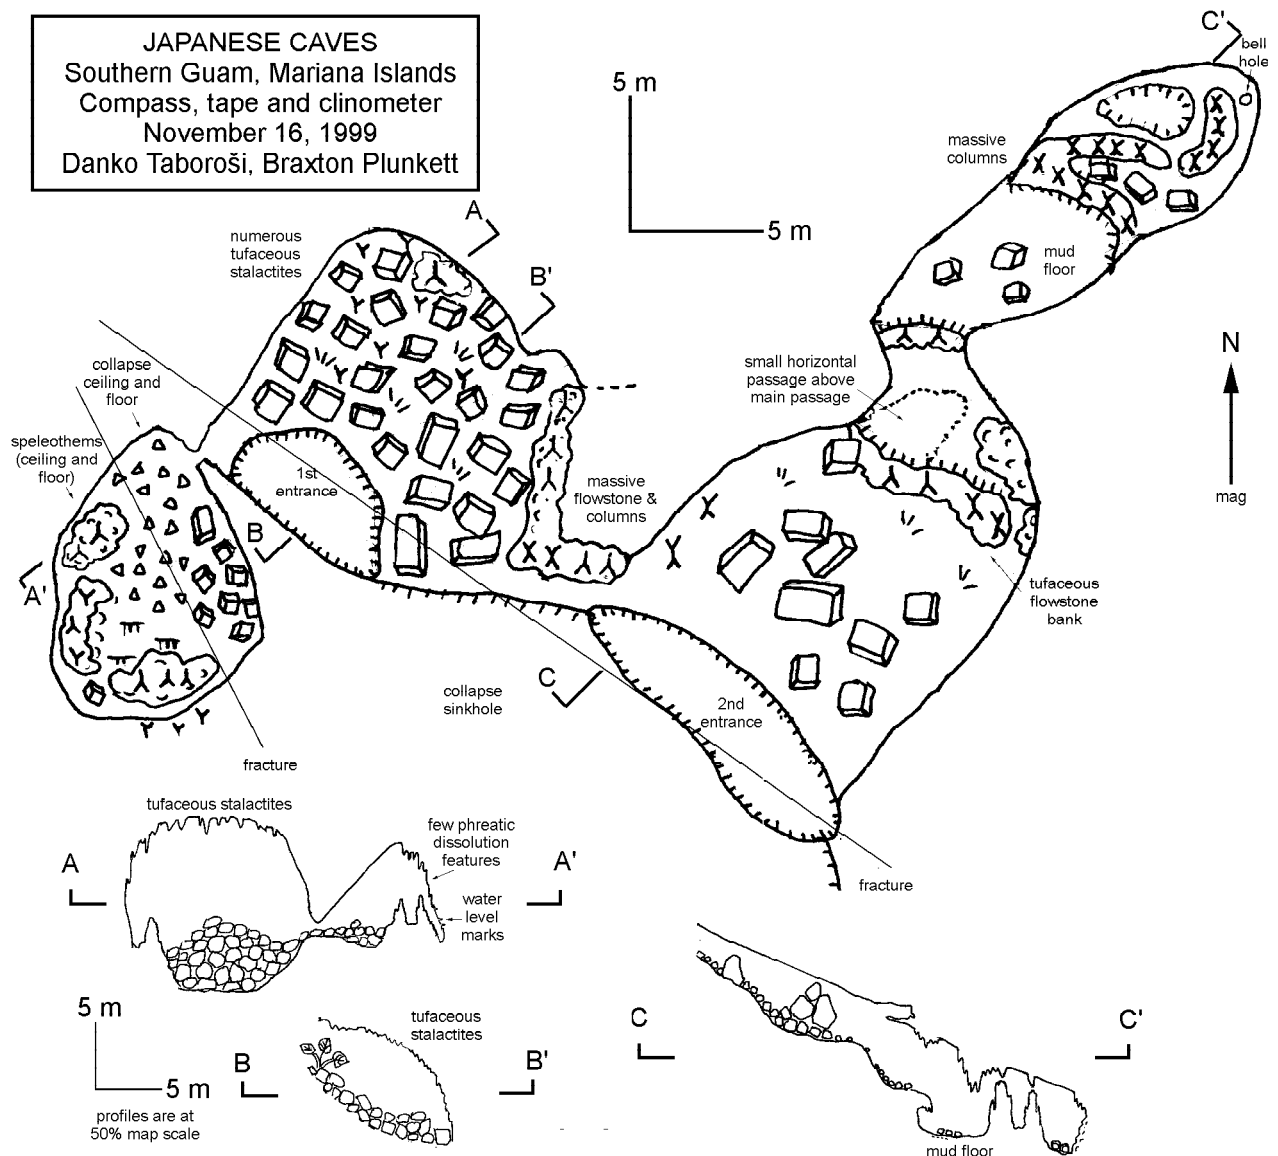 JAPANESE CAVES
Southern Guam, Mariana Islands
Compass, tape and clinometer
November 16, 1999
Danko Taboroši, Braxton Plunkett
5 m
5 m
C'
bell
hole
massive
columns
mud
floor
A
numerous
tufaceous
stalactites
B'
N
mag
collapse
ceiling and
floor
small horizontal
passage above
main passage
speleothems
(ceiling and
floor)
1st
entrance
massive
flowstone &
columns
B
A'
tufaceous
flowstone
bank
collapse
sinkhole
C
2nd
entrance
fracture
fracture
tufaceous stalactites
few phreatic
dissolution
features
A
A'
water
level
marks
5 m
5 m
profiles are at
50% map scale
tufaceous
stalactites
B
B'
C
C'
mud floor